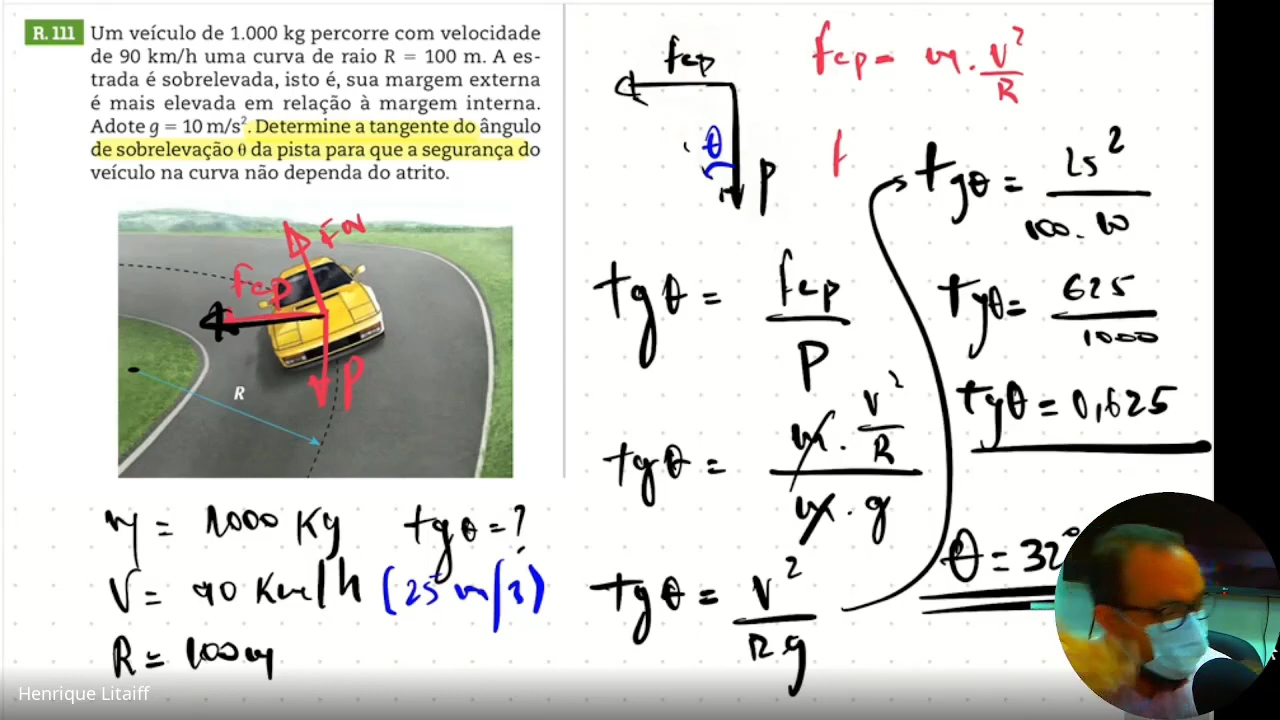 R. 111 Um veículo de 1.000 kg percorre com velocidade
de 90 km/h uma curva de raio R = 100 m. A es-
trada é sobrelevada, isto é, sua margem externa
é mais elevada em relação à margem interna.
Adote g = 10 m/s². Determine a tangente do ângulo
de sobrelevação θ da pista para que a segurança do
veículo na curva não dependa do atrito.
FN
Fcp
P
R
m = 1000 Kg
tgθ = ?
V = 90 Km/h (25 m/s)
R = 100m
Fcp
θ
P
Fcp = m. V²/R
f
tgθ = Fcp/P
tgθ = m. V²/R / m. g
tgθ = V²/Rg
tgθ = 25²/100. 10
tgθ = 625/1000
tgθ = 0,625
θ = 32°
Henrique Litaiff